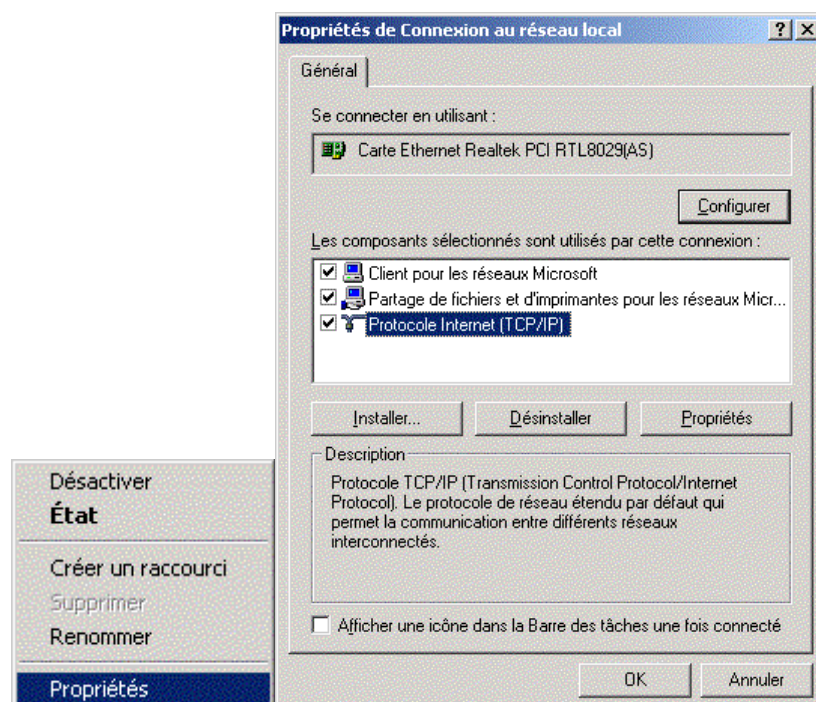 Propriétés de Connexion au réseau local
Général
Se connecter en utilisant :
Carte Ethernet Realtek PCI RTL8029(AS)
Configurer
Les composants sélectionnés sont utilisés par cette connexion :
Client pour les réseaux Microsoft
Partage de fichiers et d'imprimantes pour les réseaux Micr...
Protocole Internet (TCP/IP)
Installer... Désinstaller Propriétés
Description
Protocole TCP/IP (Transmission Control Protocol/Internet
Protocol). Le protocole de réseau étendu par défaut qui
permet la communication entre différents réseaux
interconnectés.
Afficher une icône dans la Barre des tâches une fois connecté
OK Annuler
Désactiver
État
Créer un raccourci
Supprimer
Renommer
Propriétés